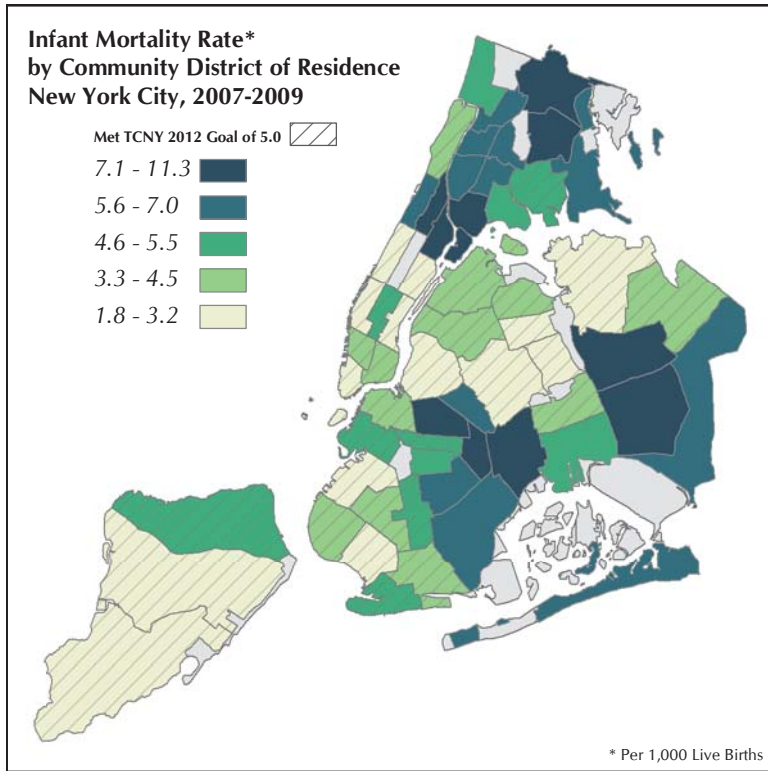 Infant Mortality Rate*
by Community District of Residence
New York City, 2007-2009
Met TCNY 2012 Goal of 5.0
7.1 - 11.3
5.6 - 7.0
4.6 - 5.5
3.3 - 4.5
1.8 - 3.2
* Per 1,000 Live Births